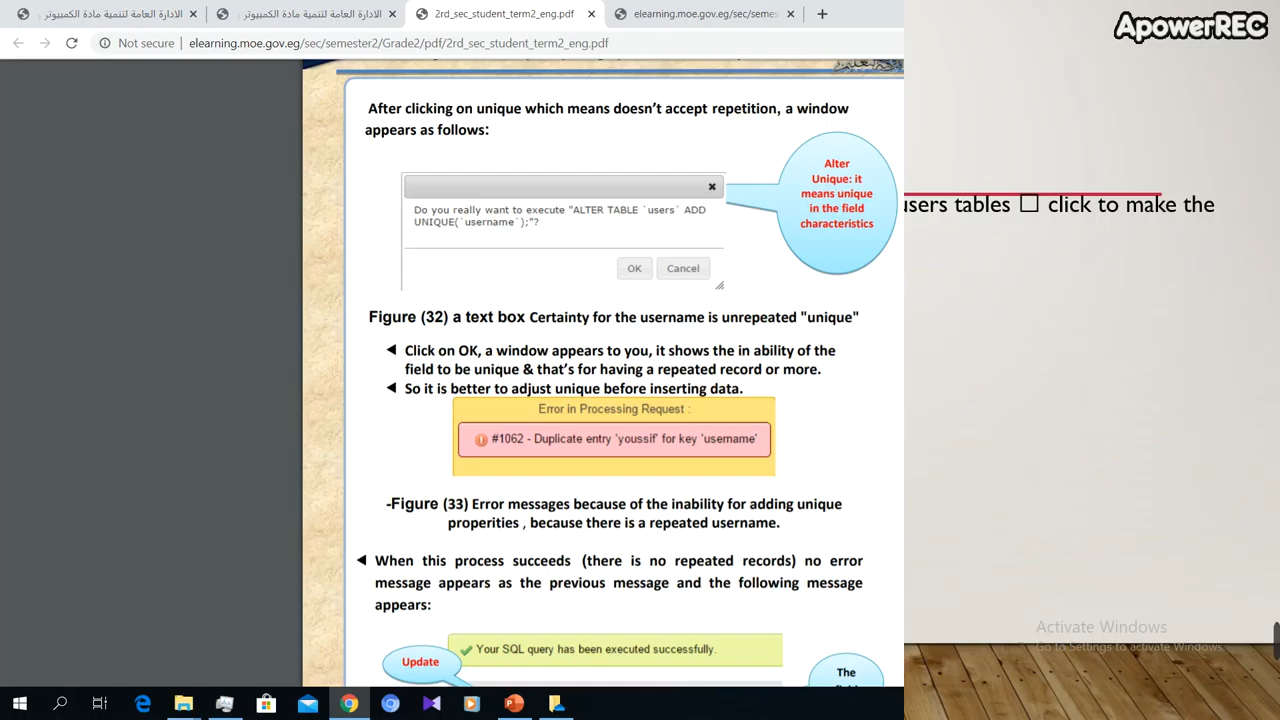 الادارة العامة لتنمية مادة الكمبيوتر
الادارة العامة لتنمية مادة الكمبيوتر
2rd_sec_student_term2_eng.pdf
elearning.moe.gov.eg/sec/semes
Not secure
elearning.moe.gov.eg/sec/semester2/Grade2/pdf/2rd_sec_student_term2_eng.pdf
ApowerREC
After clicking on unique which means doesn’t accept repetition, a window
appears as follows:
Do you really want to execute "ALTER TABLE `users` ADD
UNIQUE(`username`);"?
OK
Cancel
Alter
Unique: it
means unique
in the field
characteristics
users tables ☐ click to make the
Figure (32) a text box Certainty for the username is unrepeated "unique"
◄ Click on OK, a window appears to you, it shows the in ability of the
field to be unique & that’s for having a repeated record or more.
◄ So it is better to adjust unique before inserting data.
Error in Processing Request :
#1062 - Duplicate entry 'youssif' for key 'username'
-Figure (33) Error messages because of the inability for adding unique
properities , because there is a repeated username.
◄ When this process succeeds (there is no repeated records) no error
message appears as the previous message and the following message
appears:
Your SQL query has been executed successfully.
Update
The
Activate Windows
Go to Settings to activate Windows.